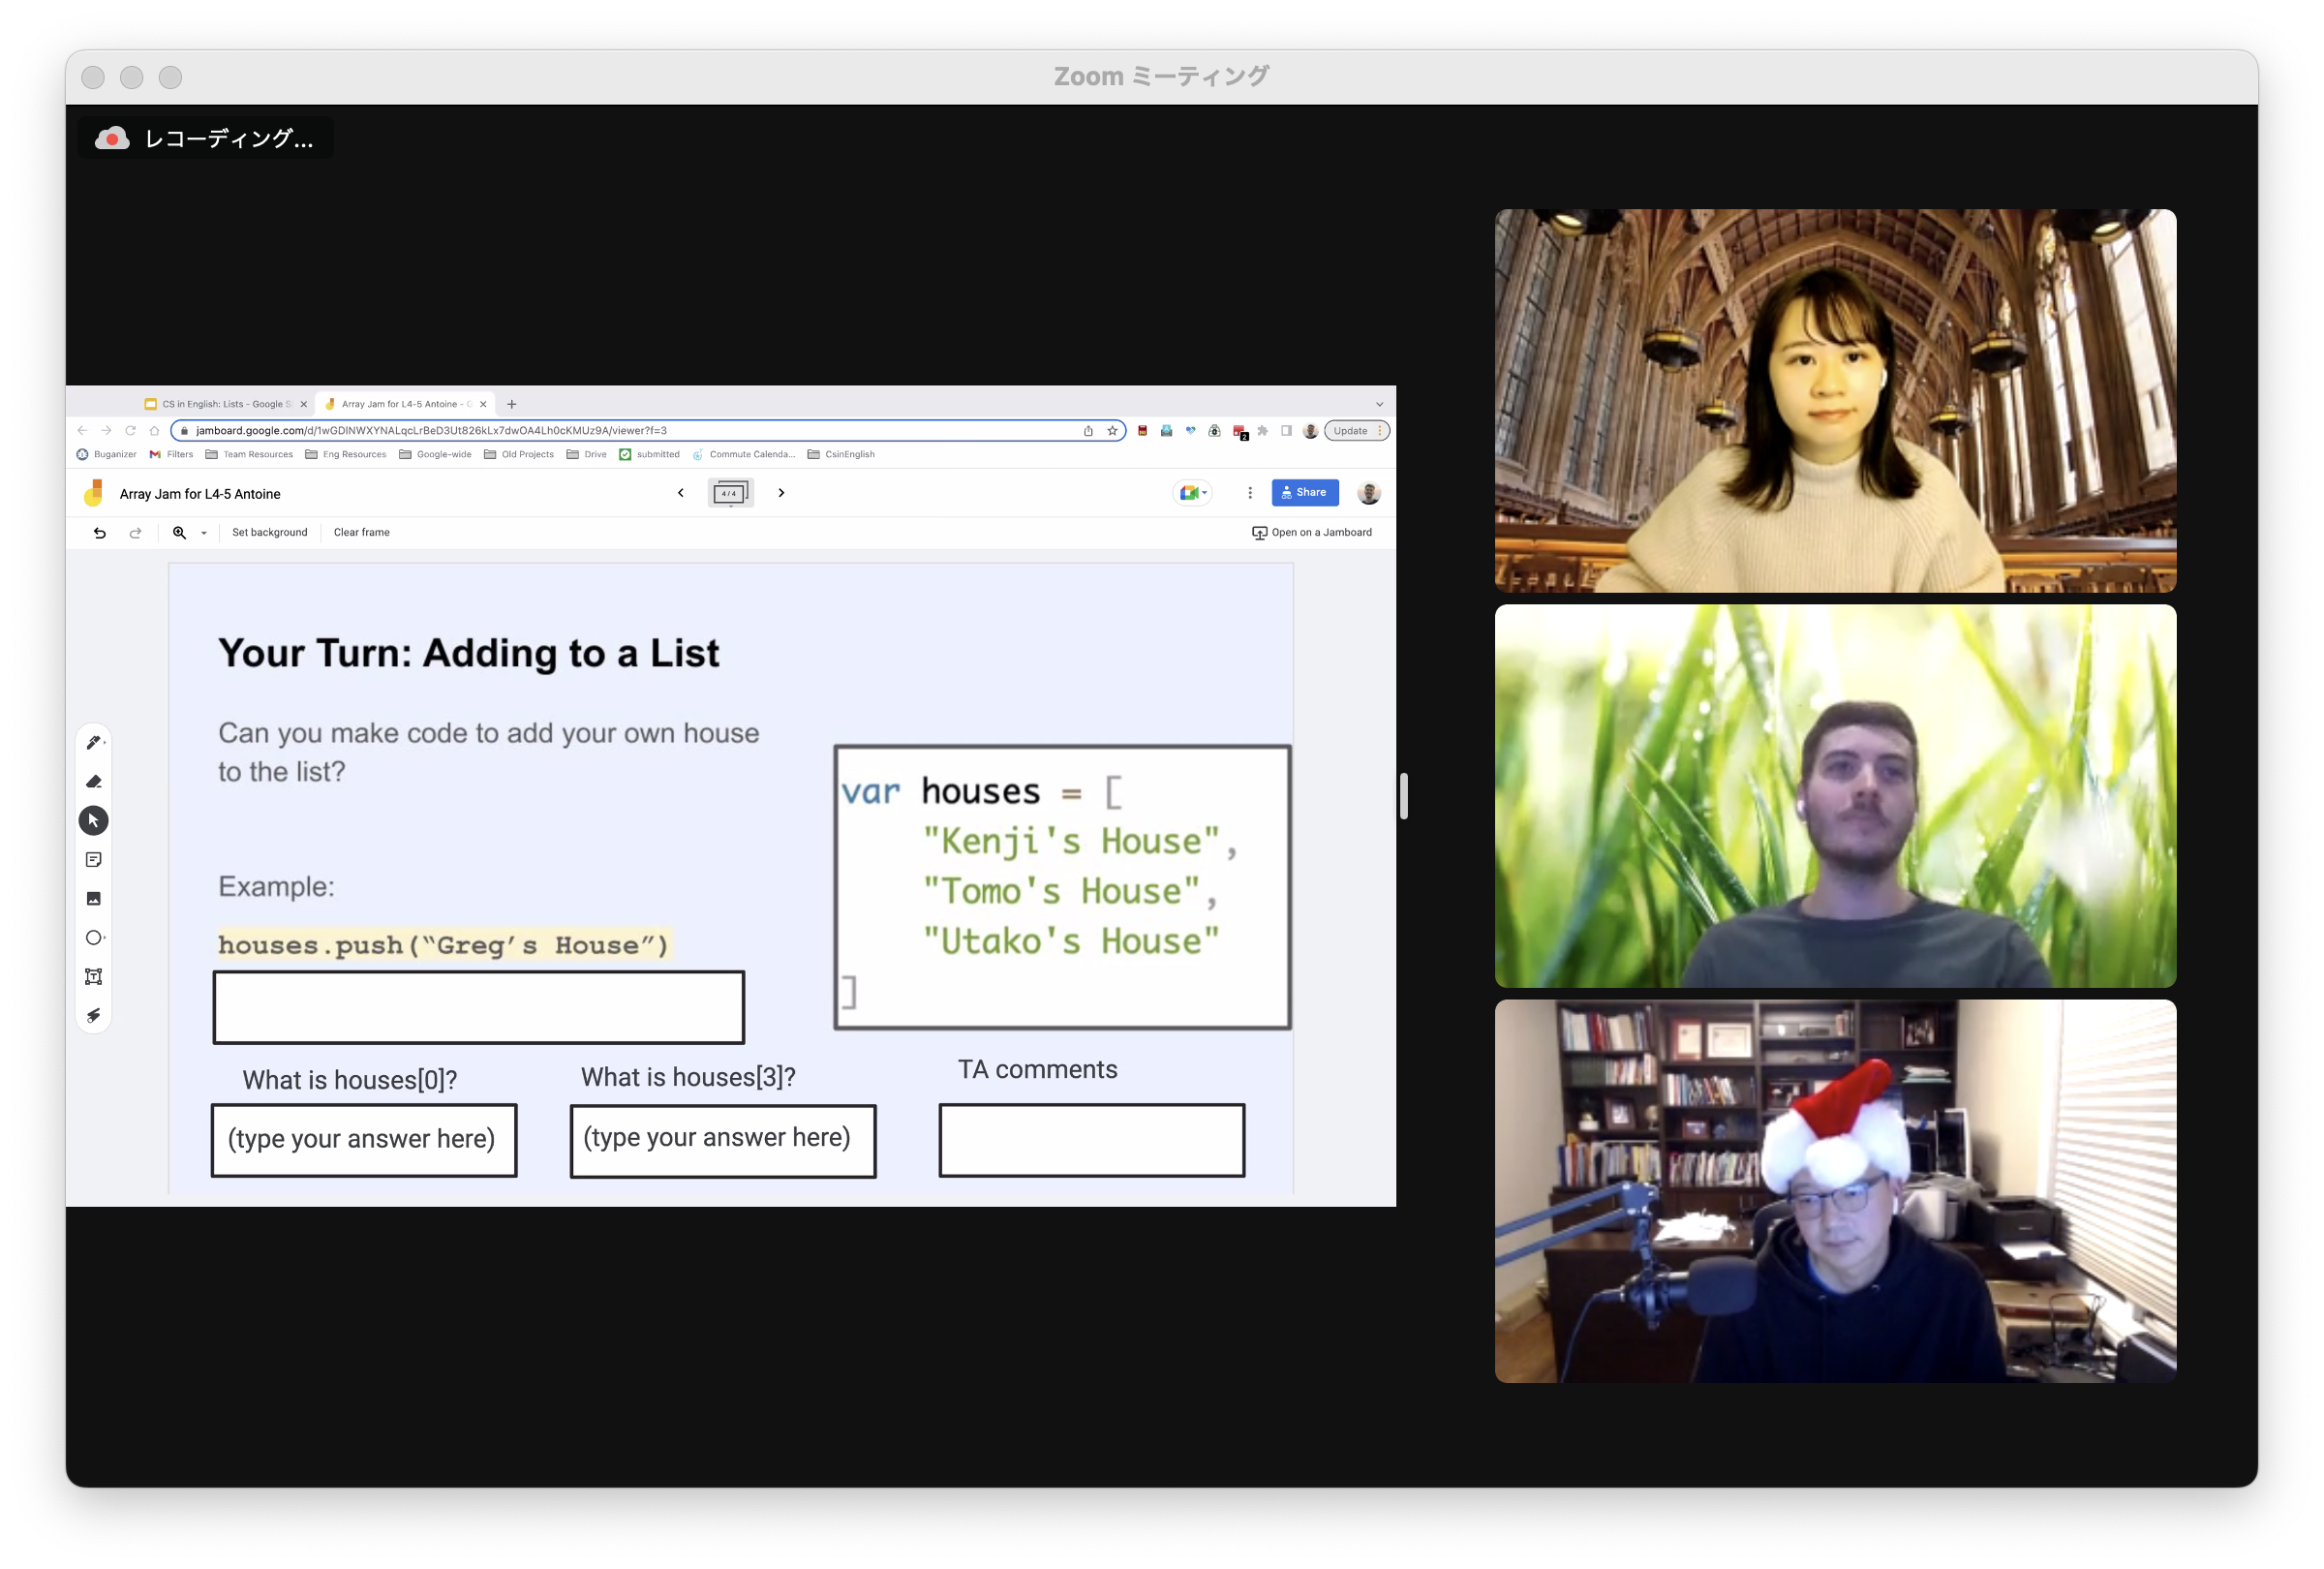 Zoom ミーティング
レコーディング...
CS in English: Lists - Google S
Array Jam for L4-5 Antoine - G
jamboard.google.com/d/1wGDINWXYNALqcLrBeD3Ut826kLx7dwOA4Lh0cKMUz9A/viewer?f=3
2
Update
Buganizer
Filters
Team Resources
Eng Resources
Google-wide
Old Projects
Drive
submitted
Commute Calenda...
CsinEnglish
Array Jam for L4-5 Antoine
4 / 4
Share
Set background
Clear frame
Open on a Jamboard
Your Turn: Adding to a List
Can you make code to add your own house
to the list?
Example:
houses.push(“Greg’s House”)
var houses = [
"Kenji's House",
"Tomo's House",
"Utako's House"
]
What is houses[0]?
(type your answer here)
What is houses[3]?
(type your answer here)
TA comments